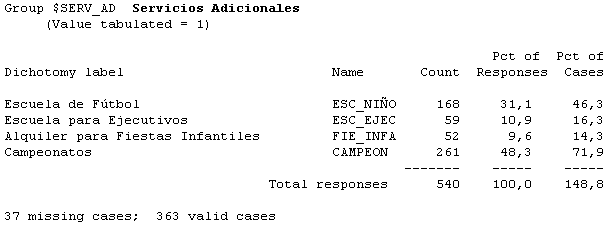 Group $SERV_AD  Servicios Adicionales
(Value tabulated = 1)
Pct of  Pct of
Dichotomy label  Name  Count  Responses  Cases
Escuela de Fútbol  ESC_NIÑO  168  31,1  46,3
Escuela para Ejecutivos  ESC_EJEC  59  10,9  16,3
Alquiler para Fiestas Infantiles  FIE_INFA  52  9,6  14,3
Campeonatos  CAMPEON  261  48,3  71,9
-------  -----  -----
Total responses  540  100,0  148,8
37 missing cases;  363 valid cases